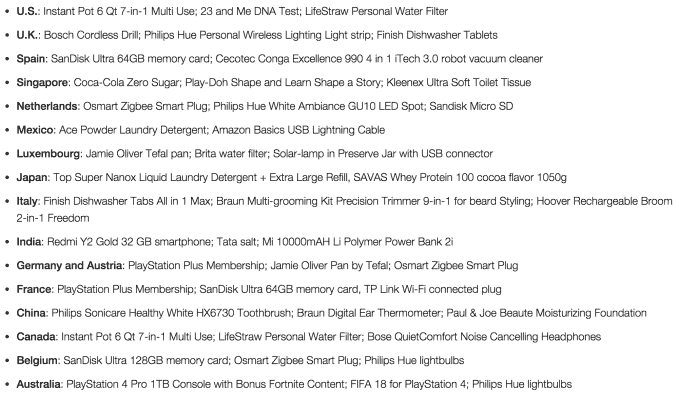 • U.S.: Instant Pot 6 Qt 7-in-1 Multi Use; 23 and Me DNA Test; LifeStraw Personal Water Filter
• U.K.: Bosch Cordless Drill; Philips Hue Personal Wireless Lighting Light strip; Finish Dishwasher Tablets
• Spain: SanDisk Ultra 64GB memory card; Cecotec Conga Excellence 990 4 in 1 iTech 3.0 robot vacuum cleaner
• Singapore: Coca-Cola Zero Sugar; Play-Doh Shape and Learn Shape a Story; Kleenex Ultra Soft Toilet Tissue
• Netherlands: Osmart Zigbee Smart Plug; Philips Hue White Ambiance GU10 LED Spot; Sandisk Micro SD
• Mexico: Ace Powder Laundry Detergent; Amazon Basics USB Lightning Cable
• Luxembourg: Jamie Oliver Tefal pan; Brita water filter; Solar-lamp in Preserve Jar with USB connector
• Japan: Top Super Nanox Liquid Laundry Detergent + Extra Large Refill, SAVAS Whey Protein 100 cocoa flavor 1050g
• Italy: Finish Dishwasher Tabs All in 1 Max; Braun Multi-grooming Kit Precision Trimmer 9-in-1 for beard Styling; Hoover Rechargeable Broom
2-in-1 Freedom
• India: Redmi Y2 Gold 32 GB smartphone; Tata salt; Mi 10000mAH Li Polymer Power Bank 2i
• Germany and Austria: PlayStation Plus Membership; Jamie Oliver Pan by Tefal; Osmart Zigbee Smart Plug
• France: PlayStation Plus Membership; SanDisk Ultra 64GB memory card, TP Link Wi-Fi connected plug
• China: Philips Sonicare Healthy White HX6730 Toothbrush; Braun Digital Ear Thermometer; Paul & Joe Beaute Moisturizing Foundation
• Canada: Instant Pot 6 Qt 7-in-1 Multi Use; LifeStraw Personal Water Filter; Bose QuietComfort Noise Cancelling Headphones
• Belgium: SanDisk Ultra 128GB memory card; Osmart Zigbee Smart Plug; Philips Hue lightbulbs
• Australia: PlayStation 4 Pro 1TB Console with Bonus Fortnite Content; FIFA 18 for PlayStation 4; Philips Hue lightbulbs